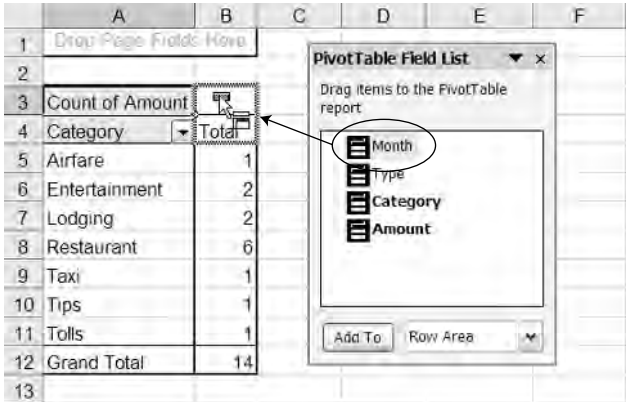 A B C D E F
1 Drop Page Fields Here
2
3 Count of Amount
4 Category Total
5 Airfare 1
6 Entertainment 2
7 Lodging 2
8 Restaurant 6
9 Taxi 1
10 Tips 1
11 Tolls 1
12 Grand Total 14
13
PivotTable Field List
Drag items to the PivotTable
report
Month
Type
Category
Amount
Add To Row Area